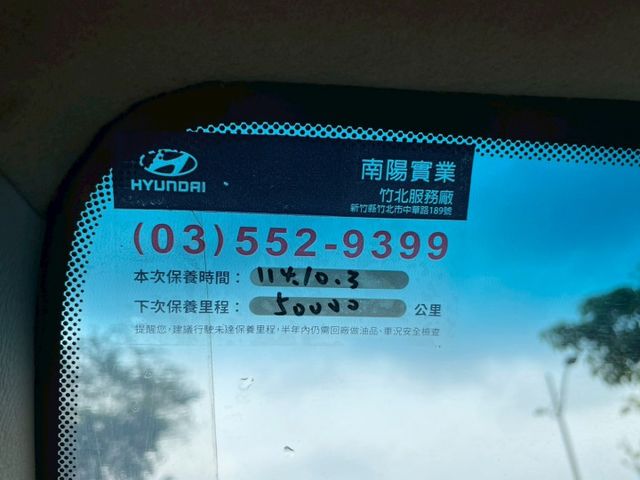 HYUNDAI
南陽實業
竹北服務廠
新竹縣竹北市中華路189號
(03)552-9399
本次保養時間：114.10.3
下次保養里程：50000 公里
提醒您，建議行駛未達保養里程，半年內仍需回廠做油品、車況安全檢查